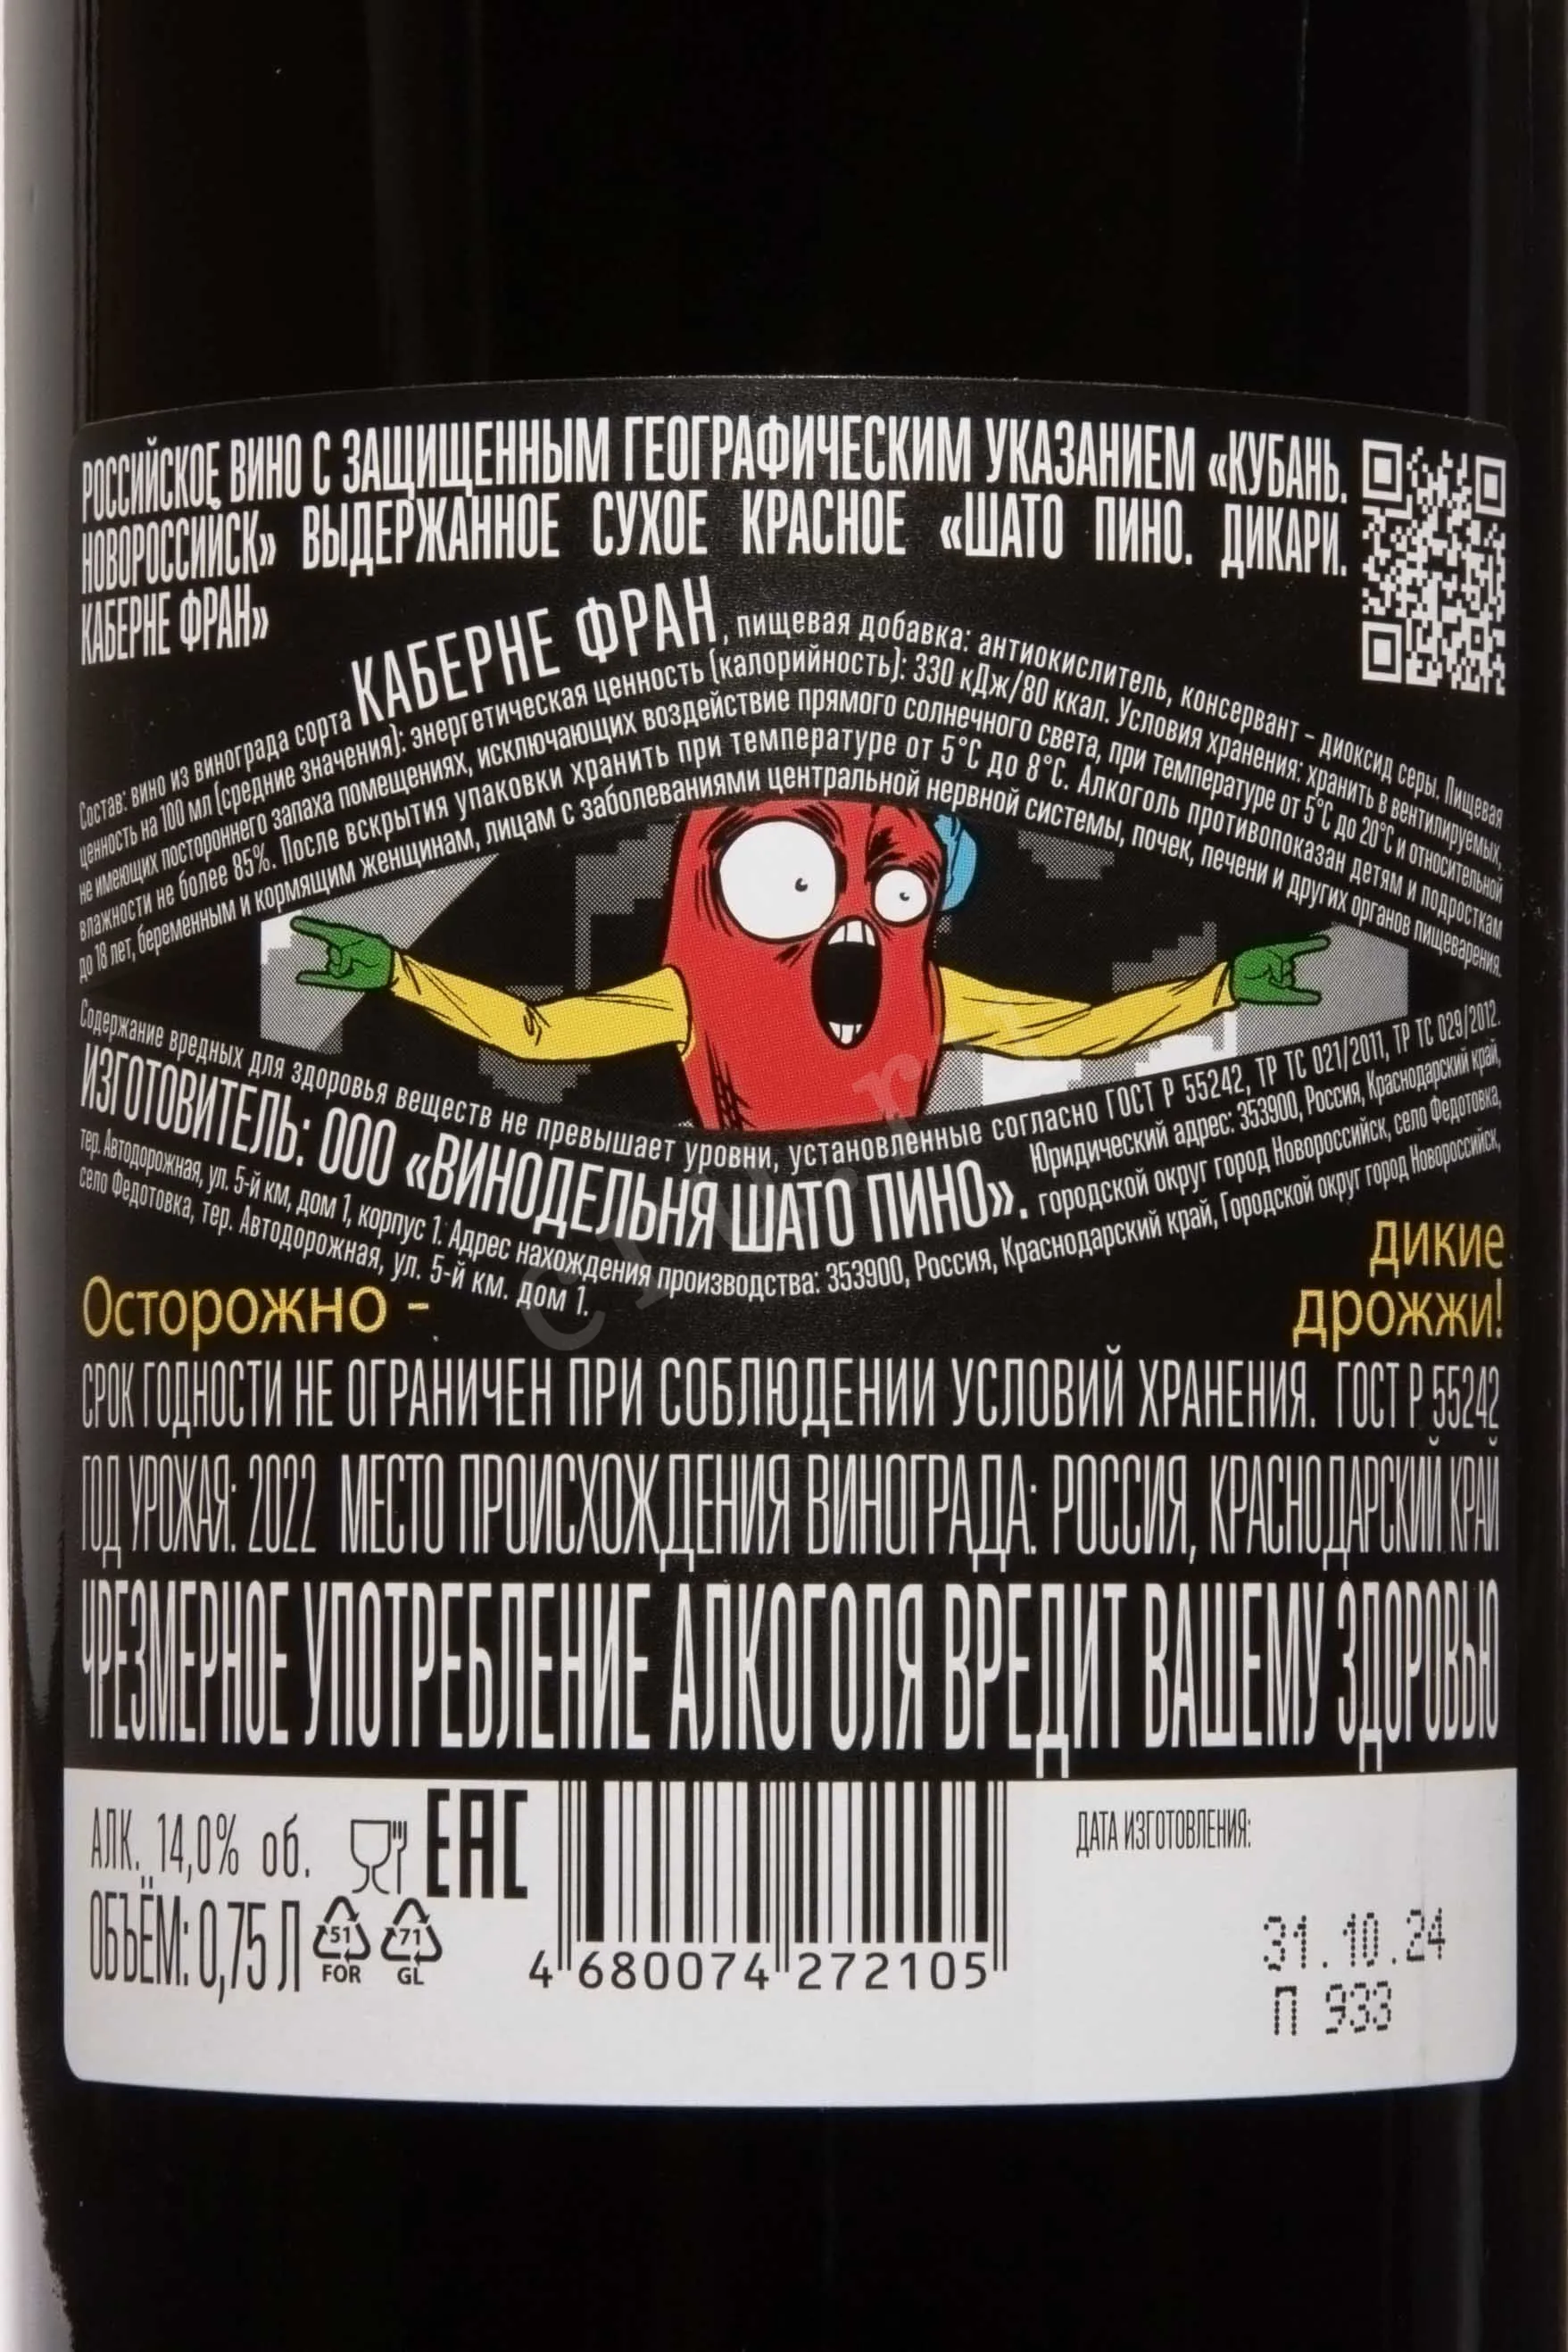 РОССИЙСКОЕ ВИНО С ЗАЩИЩЕННЫМ ГЕОГРАФИЧЕСКИМ УКАЗАНИЕМ «КУБАНЬ.
НОВОРОССИЙСК» ВЫДЕРЖАННОЕ СУХОЕ КРАСНОЕ «ШАТО ПИНО. ДИКАРИ.
КАБЕРНЕ ФРАН»
Состав: вино из винограда сорта КАБЕРНЕ ФРАН, пищевая добавка: антиокислитель, консервант – диоксид серы. Пищевая
ценность на 100 мл (средние значения): энергетическая ценность (калорийность): 330 кДж/80 ккал. Условия хранения: хранить в вентилируемых,
не имеющих постороннего запаха помещениях, исключающих воздействие прямого солнечного света, при температуре от 5°С до 20°С и относительной
влажности не более 85%. После вскрытия упаковки хранить при температуре от 5°С до 8°С. Алкоголь противопоказан детям и подросткам
до 18 лет, беременным и кормящим женщинам, лицам с заболеваниями центральной нервной системы, почек, печени и других органов пищеварения.
Содержание вредных для здоровья веществ не превышает уровни, установленные согласно ГОСТ Р 55242, ТР ТС 021/2011, ТР ТС 029/2012.
ИЗГОТОВИТЕЛЬ: ООО «ВИНОДЕЛЬНЯ ШАТО ПИНО». Юридический адрес: 353900, Россия, Краснодарский край,
городской округ город Новороссийск, село Федотовка,
тер. Автодорожная, ул. 5-й км, дом 1, корпус 1. Адрес нахождения производства: 353900, Россия, Краснодарский край, Городской округ город Новороссийск,
село Федотовка, тер. Автодорожная, ул. 5-й км. дом 1.
Осторожно –
дикие
дрожжи!
СРОК ГОДНОСТИ НЕ ОГРАНИЧЕН ПРИ СОБЛЮДЕНИИ УСЛОВИЙ ХРАНЕНИЯ. ГОСТ Р 55242
ГОД УРОЖАЯ: 2022 МЕСТО ПРОИСХОЖДЕНИЯ ВИНОГРАДА: РОССИЯ, КРАСНОДАРСКИЙ КРАЙ
ЧРЕЗМЕРНОЕ УПОТРЕБЛЕНИЕ АЛКОГОЛЯ ВРЕДИТ ВАШЕМУ ЗДОРОВЬЮ
АЛК. 14,0% об. ЕАС
ОБЪЁМ: 0,75 Л
51
FOR
71
GL
4 680074 272105
ДАТА ИЗГОТОВЛЕНИЯ:
31.10.24
П 933
cru.ru